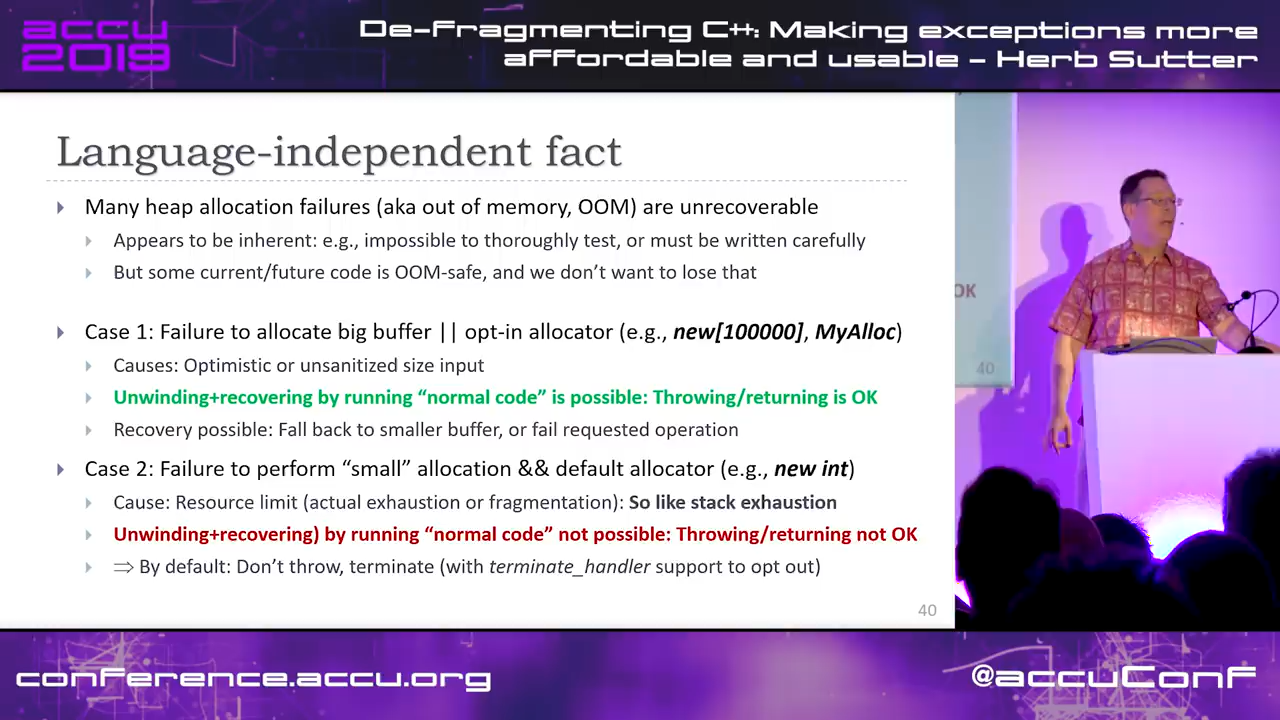 accu
2019
De-Fragmenting C++: Making exceptions more
affordable and usable - Herb Sutter
Language-independent fact
Many heap allocation failures (aka out of memory, OOM) are unrecoverable
Appears to be inherent: e.g., impossible to thoroughly test, or must be written carefully
But some current/future code is OOM-safe, and we don’t want to lose that
Case 1: Failure to allocate big buffer || opt-in allocator (e.g., new[100000], MyAlloc)
Causes: Optimistic or unsanitized size input
Unwinding+recovering by running “normal code” is possible: Throwing/returning is OK
Recovery possible: Fall back to smaller buffer, or fail requested operation
Case 2: Failure to perform “small” allocation && default allocator (e.g., new int)
Cause: Resource limit (actual exhaustion or fragmentation): So like stack exhaustion
Unwinding+recovering) by running “normal code” not possible: Throwing/returning not OK
⇒ By default: Don’t throw, terminate (with terminate_handler support to opt out)
40
OK
40
conference.accu.org
@accuConf